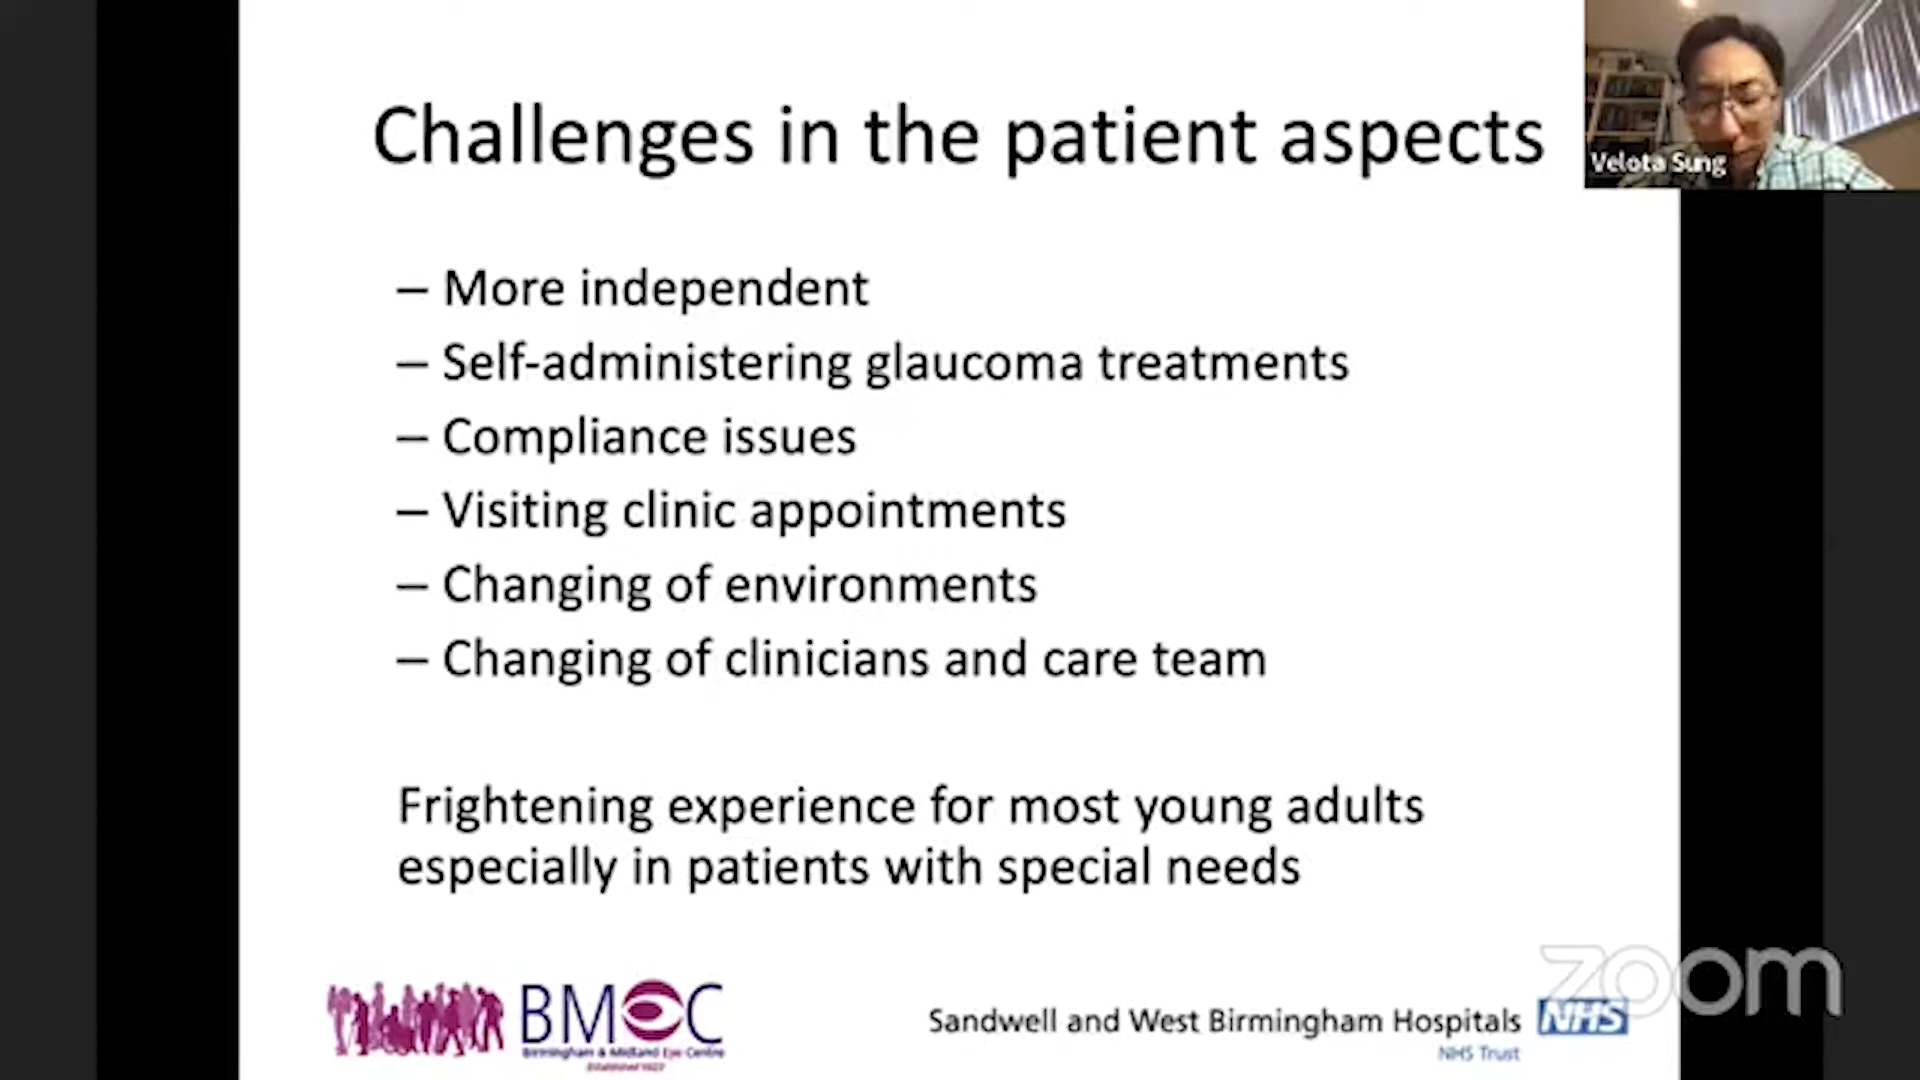 Challenges in the patient aspects
Velota Sung
– More independent
– Self-administering glaucoma treatments
– Compliance issues
– Visiting clinic appointments
– Changing of environments
– Changing of clinicians and care team
Frightening experience for most young adults
especially in patients with special needs
BMEC
Birmingham & Midland Eye Centre
Sandwell and West Birmingham Hospitals
NHS
NHS Trust
zoom